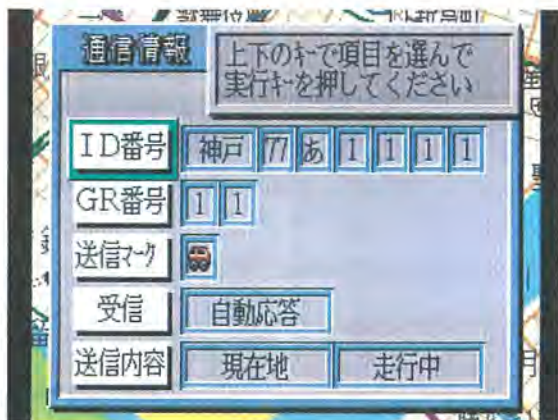 通信情報
上下のキーで項目を選んで
実行キーを押してください
ID番号 神戸 77 あ 1 1 1 1
GR番号 1 1
送信マーク
受信 自動応答
送信内容 現在地 走行中